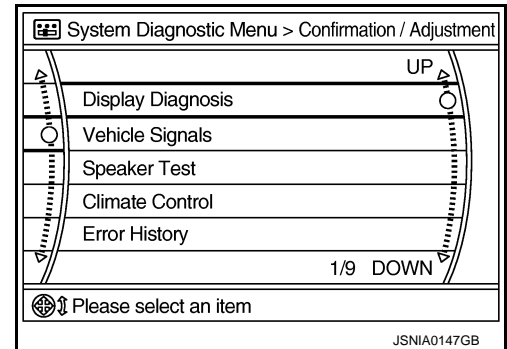 System Diagnostic Menu > Confirmation / Adjustment
UP
Display Diagnosis
Vehicle Signals
Speaker Test
Climate Control
Error History
1/9 DOWN
Please select an item
JSNIA0147GB